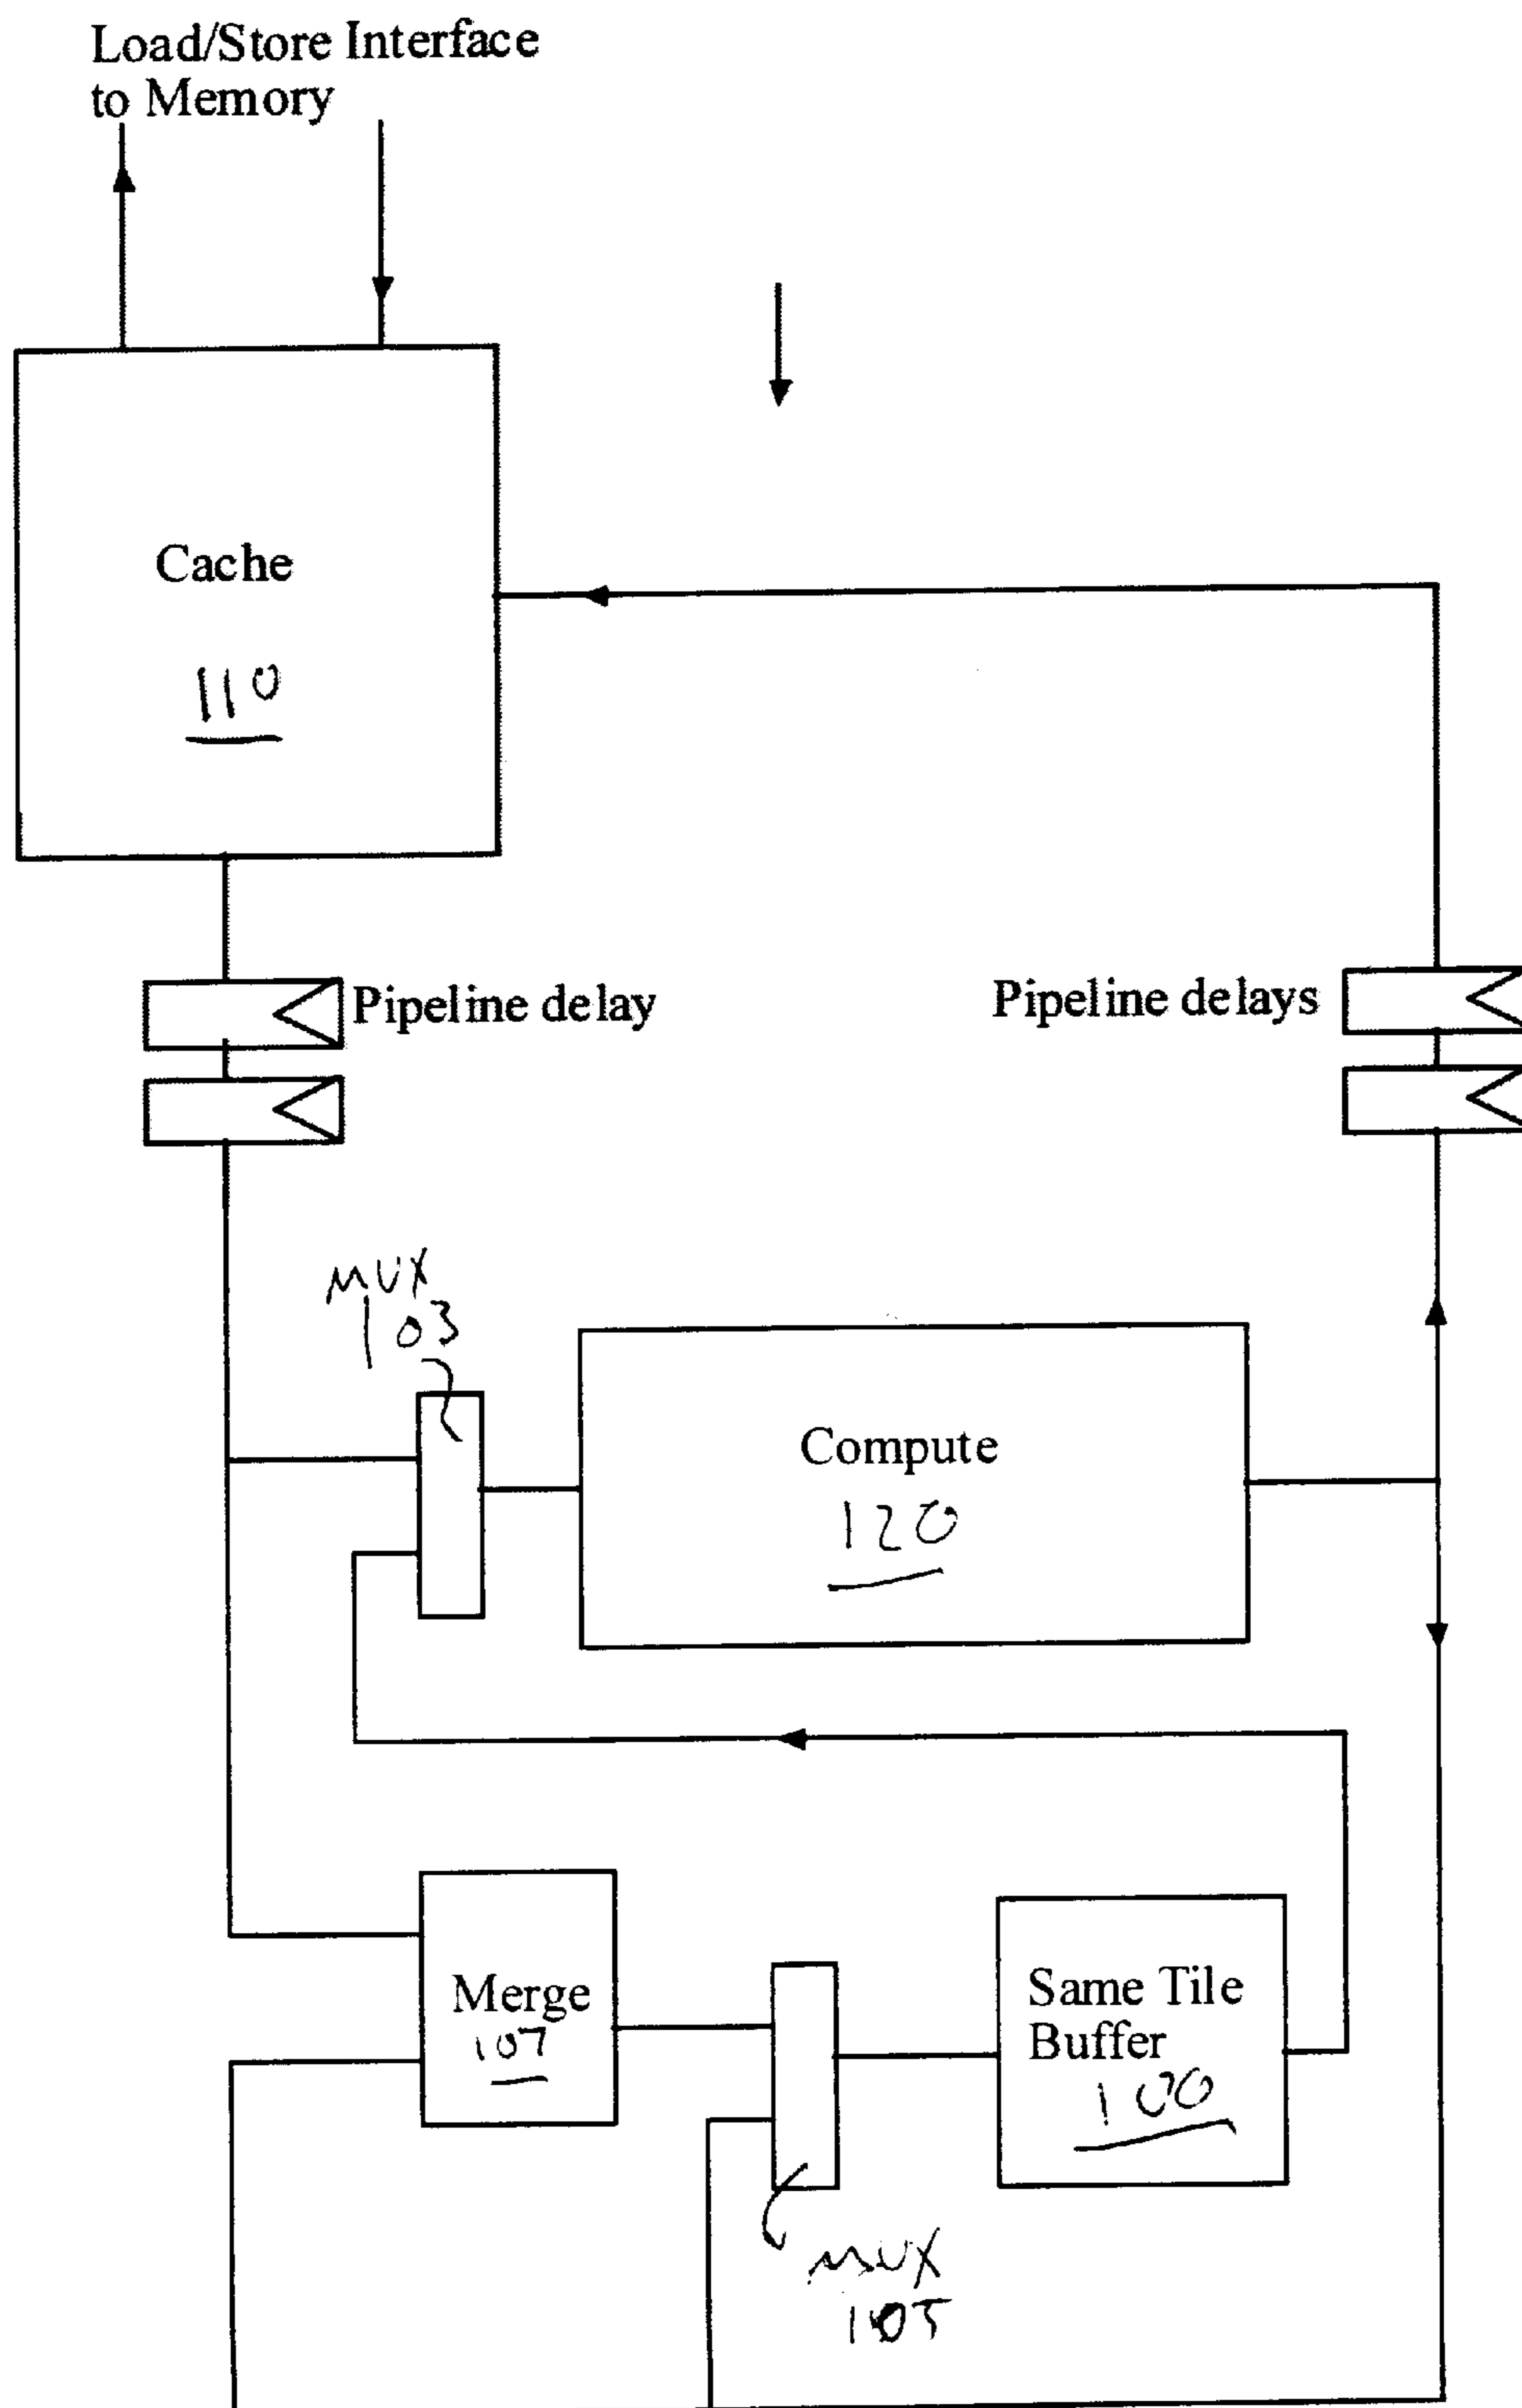 Load/Store Interface
to Memory
Cache
110
Pipeline delay
Pipeline delays
MUX
103
Compute
120
Merge
107
Same Tile
Buffer
100
MUX
105